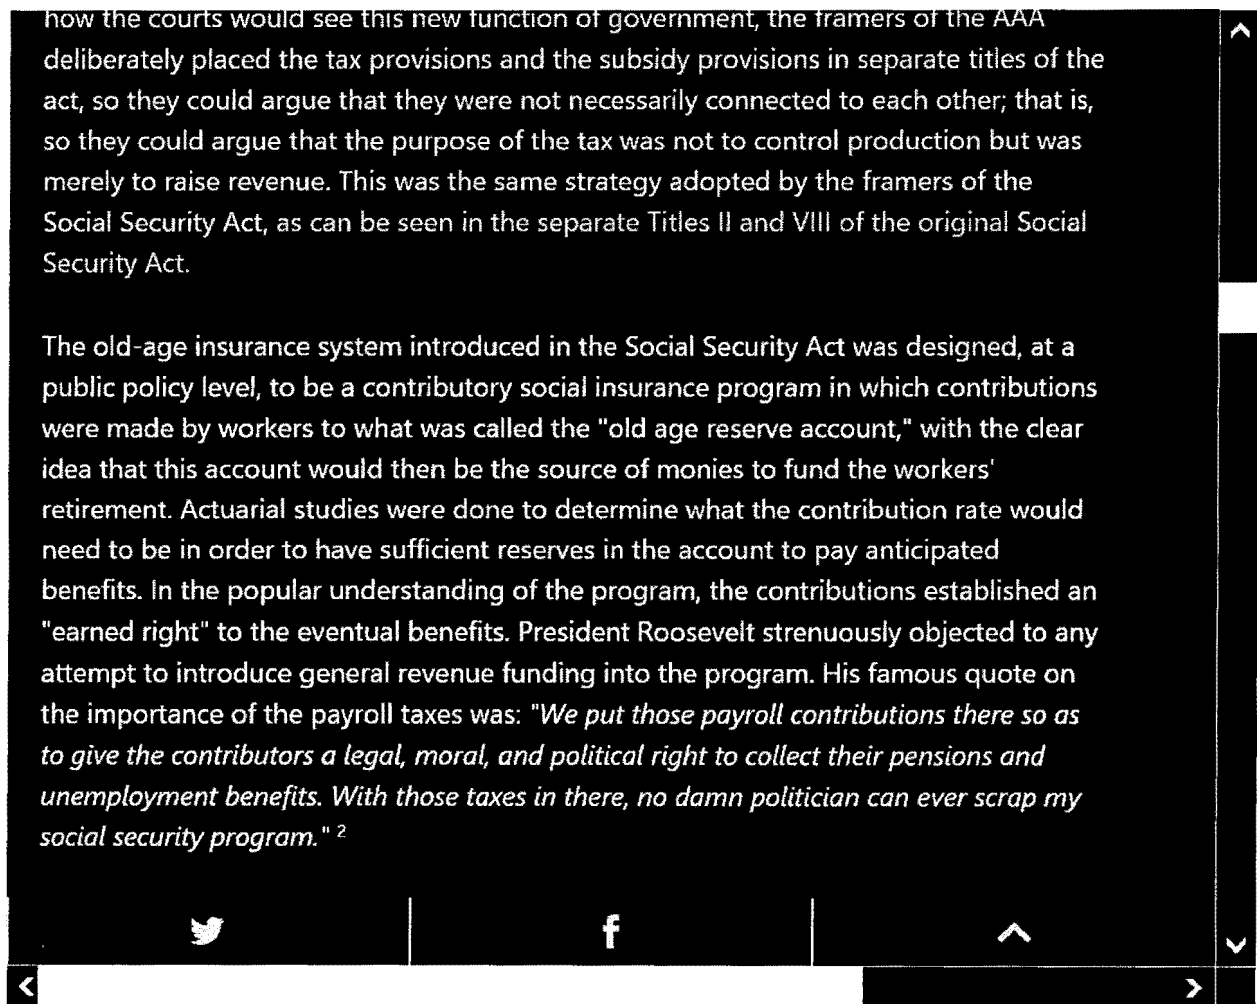 how the courts would see this new function of government, the framers of the AAA
deliberately placed the tax provisions and the subsidy provisions in separate titles of the
act, so they could argue that they were not necessarily connected to each other; that is,
so they could argue that the purpose of the tax was not to control production but was
merely to raise revenue. This was the same strategy adopted by the framers of the
Social Security Act, as can be seen in the separate Titles II and VIII of the original Social
Security Act.
The old-age insurance system introduced in the Social Security Act was designed, at a
public policy level, to be a contributory social insurance program in which contributions
were made by workers to what was called the "old age reserve account," with the clear
idea that this account would then be the source of monies to fund the workers'
retirement. Actuarial studies were done to determine what the contribution rate would
need to be in order to have sufficient reserves in the account to pay anticipated
benefits. In the popular understanding of the program, the contributions established an
"earned right" to the eventual benefits. President Roosevelt strenuously objected to any
attempt to introduce general revenue funding into the program. His famous quote on
the importance of the payroll taxes was: "We put those payroll contributions there so as
to give the contributors a legal, moral, and political right to collect their pensions and
unemployment benefits. With those taxes in there, no damn politician can ever scrap my
social security program." 2